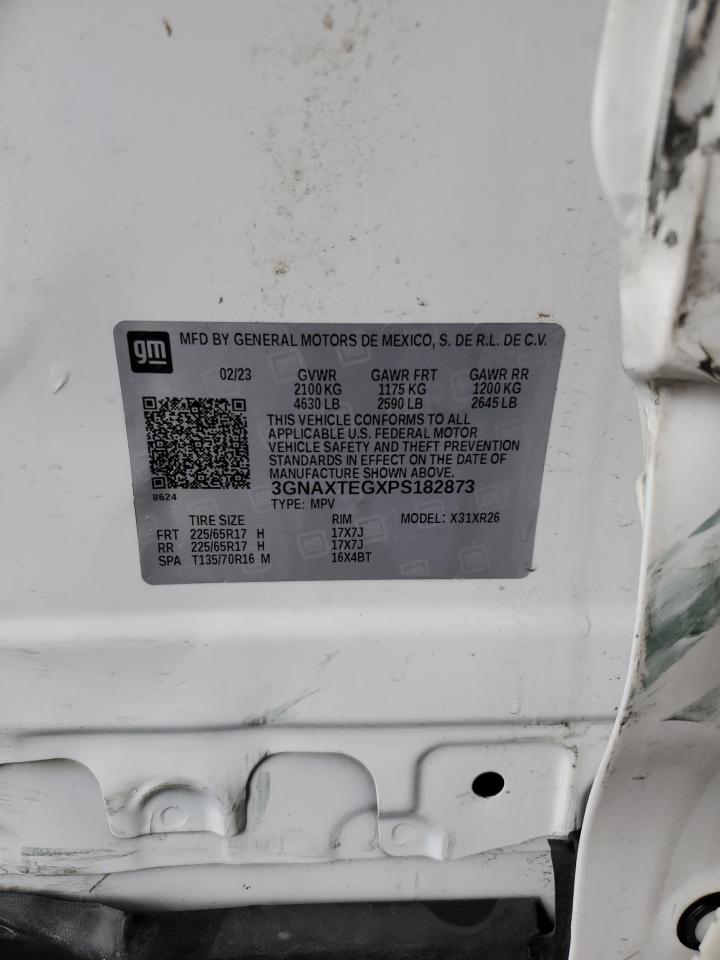 gm
MFD BY GENERAL MOTORS DE MEXICO, S. DE R.L. DE C.V.
02/23 GVWR GAWR FRT GAWR RR
2100 KG 1175 KG 1200 KG
4630 LB 2590 LB 2645 LB
THIS VEHICLE CONFORMS TO ALL
APPLICABLE U.S. FEDERAL MOTOR
VEHICLE SAFETY AND THEFT PREVENTION
STANDARDS IN EFFECT ON THE DATE OF
MANUFACTURE SHOWN ABOVE.
8624
3GNAXTEGXPS182873
TYPE: MPV MODEL: X31XR26
TIRE SIZE RIM
FRT 225/65R17 H 17X7J
RR 225/65R17 H 17X7J
SPA T135/70R16 M 16X4BT